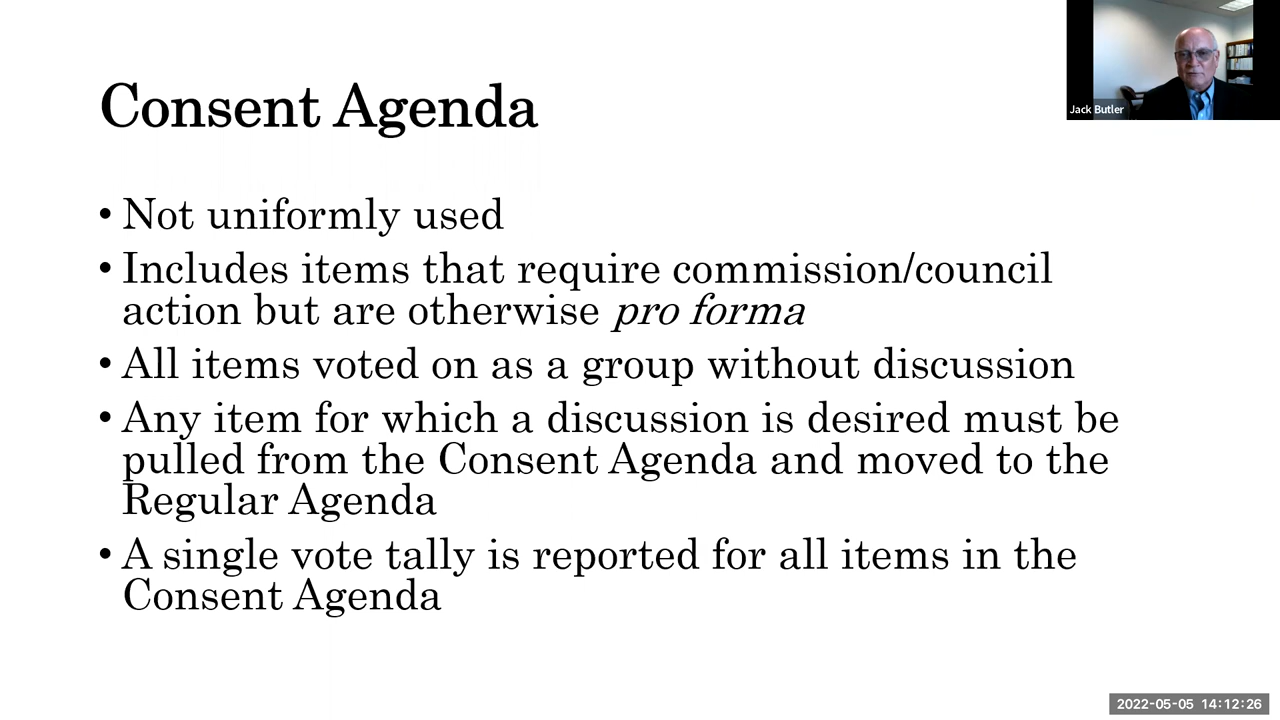 Consent Agenda
Jack Butler
• Not uniformly used
• Includes items that require commission/council
action but are otherwise pro forma
• All items voted on as a group without discussion
• Any item for which a discussion is desired must be
pulled from the Consent Agenda and moved to the
Regular Agenda
• A single vote tally is reported for all items in the
Consent Agenda
2022-05-05 14:12:26